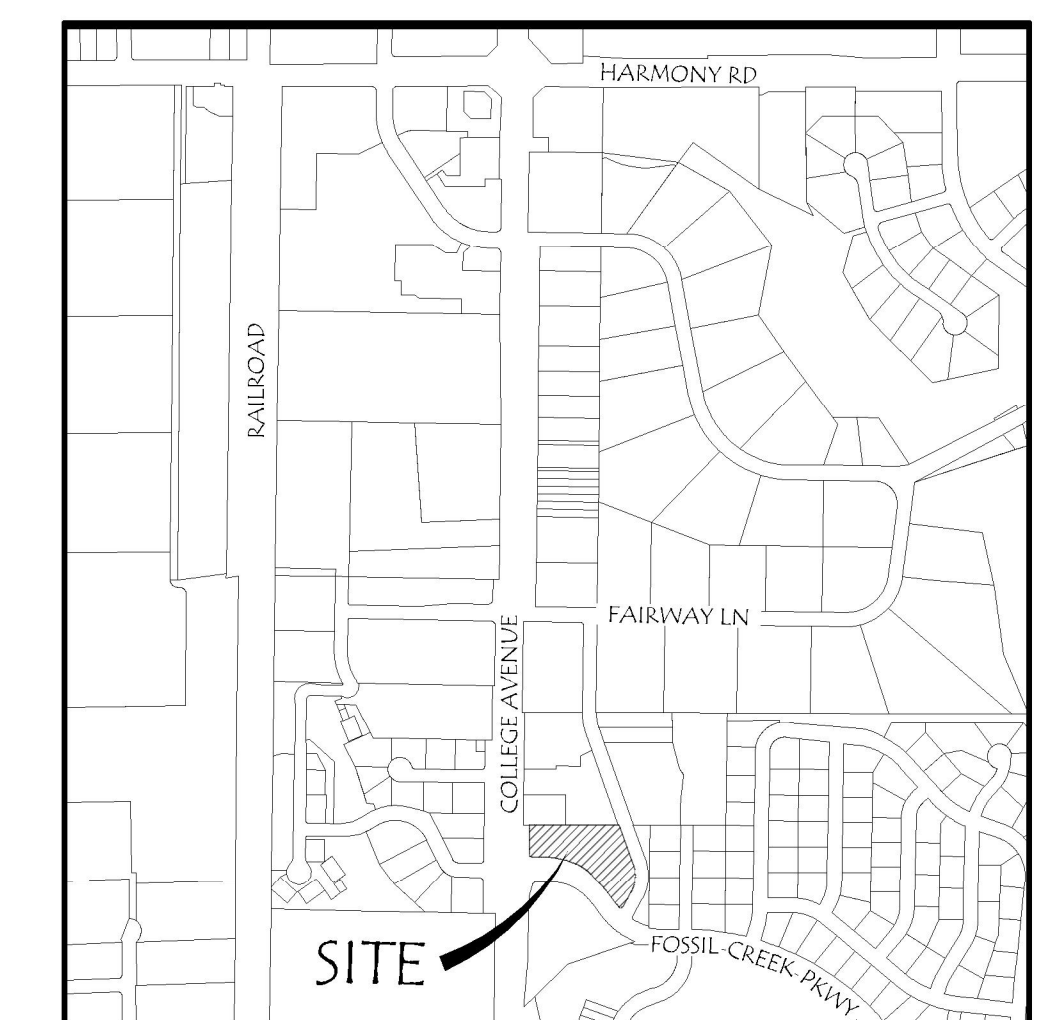 HARMONY RD
RAILROAD
FAIRWAY LN
COLLEGE AVENUE
SITE
FOSSIL-CREEK-PKWY